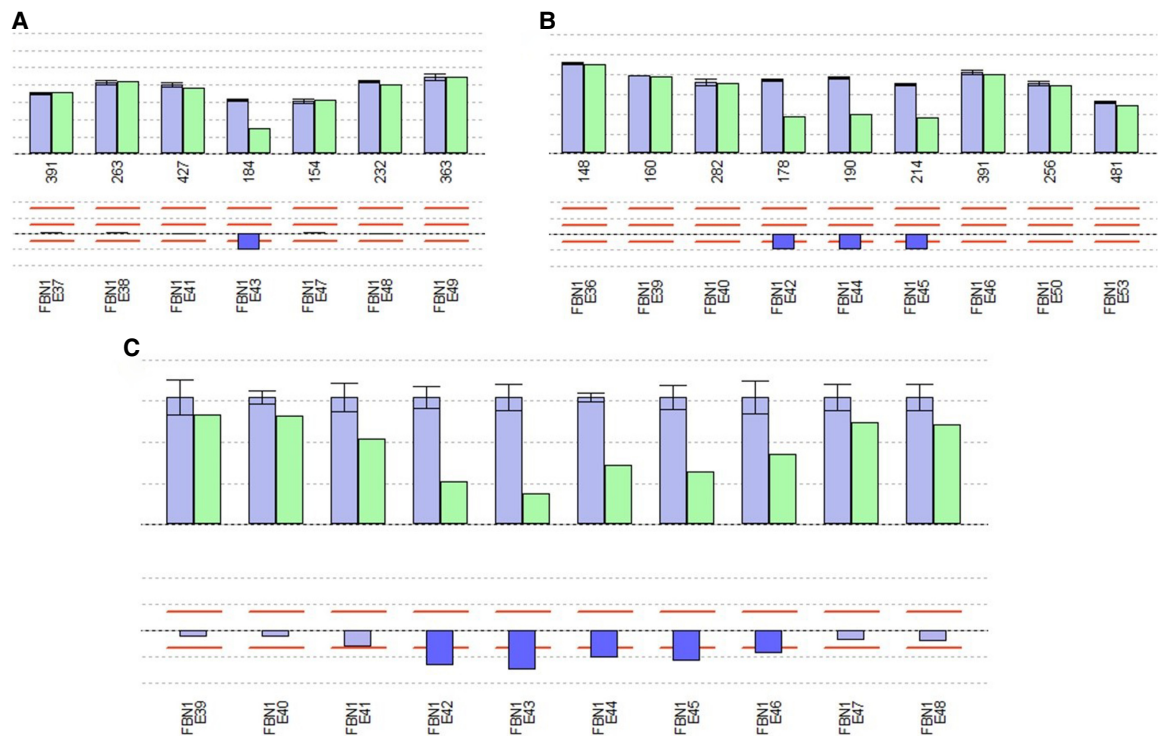 A
B
391
263
427
184
154
232
363
148
160
282
178
190
214
391
256
481
FBN1
E37
FBN1
E38
FBN1
E41
FBN1
E43
FBN1
E47
FBN1
E48
FBN1
E49
FBN1
E36
FBN1
E39
FBN1
E40
FBN1
E42
FBN1
E44
FBN1
E45
FBN1
E46
FBN1
E50
FBN1
E53
C
FBN1
E39
FBN1
E40
FBN1
E41
FBN1
E42
FBN1
E43
FBN1
E44
FBN1
E45
FBN1
E46
FBN1
E47
FBN1
E48